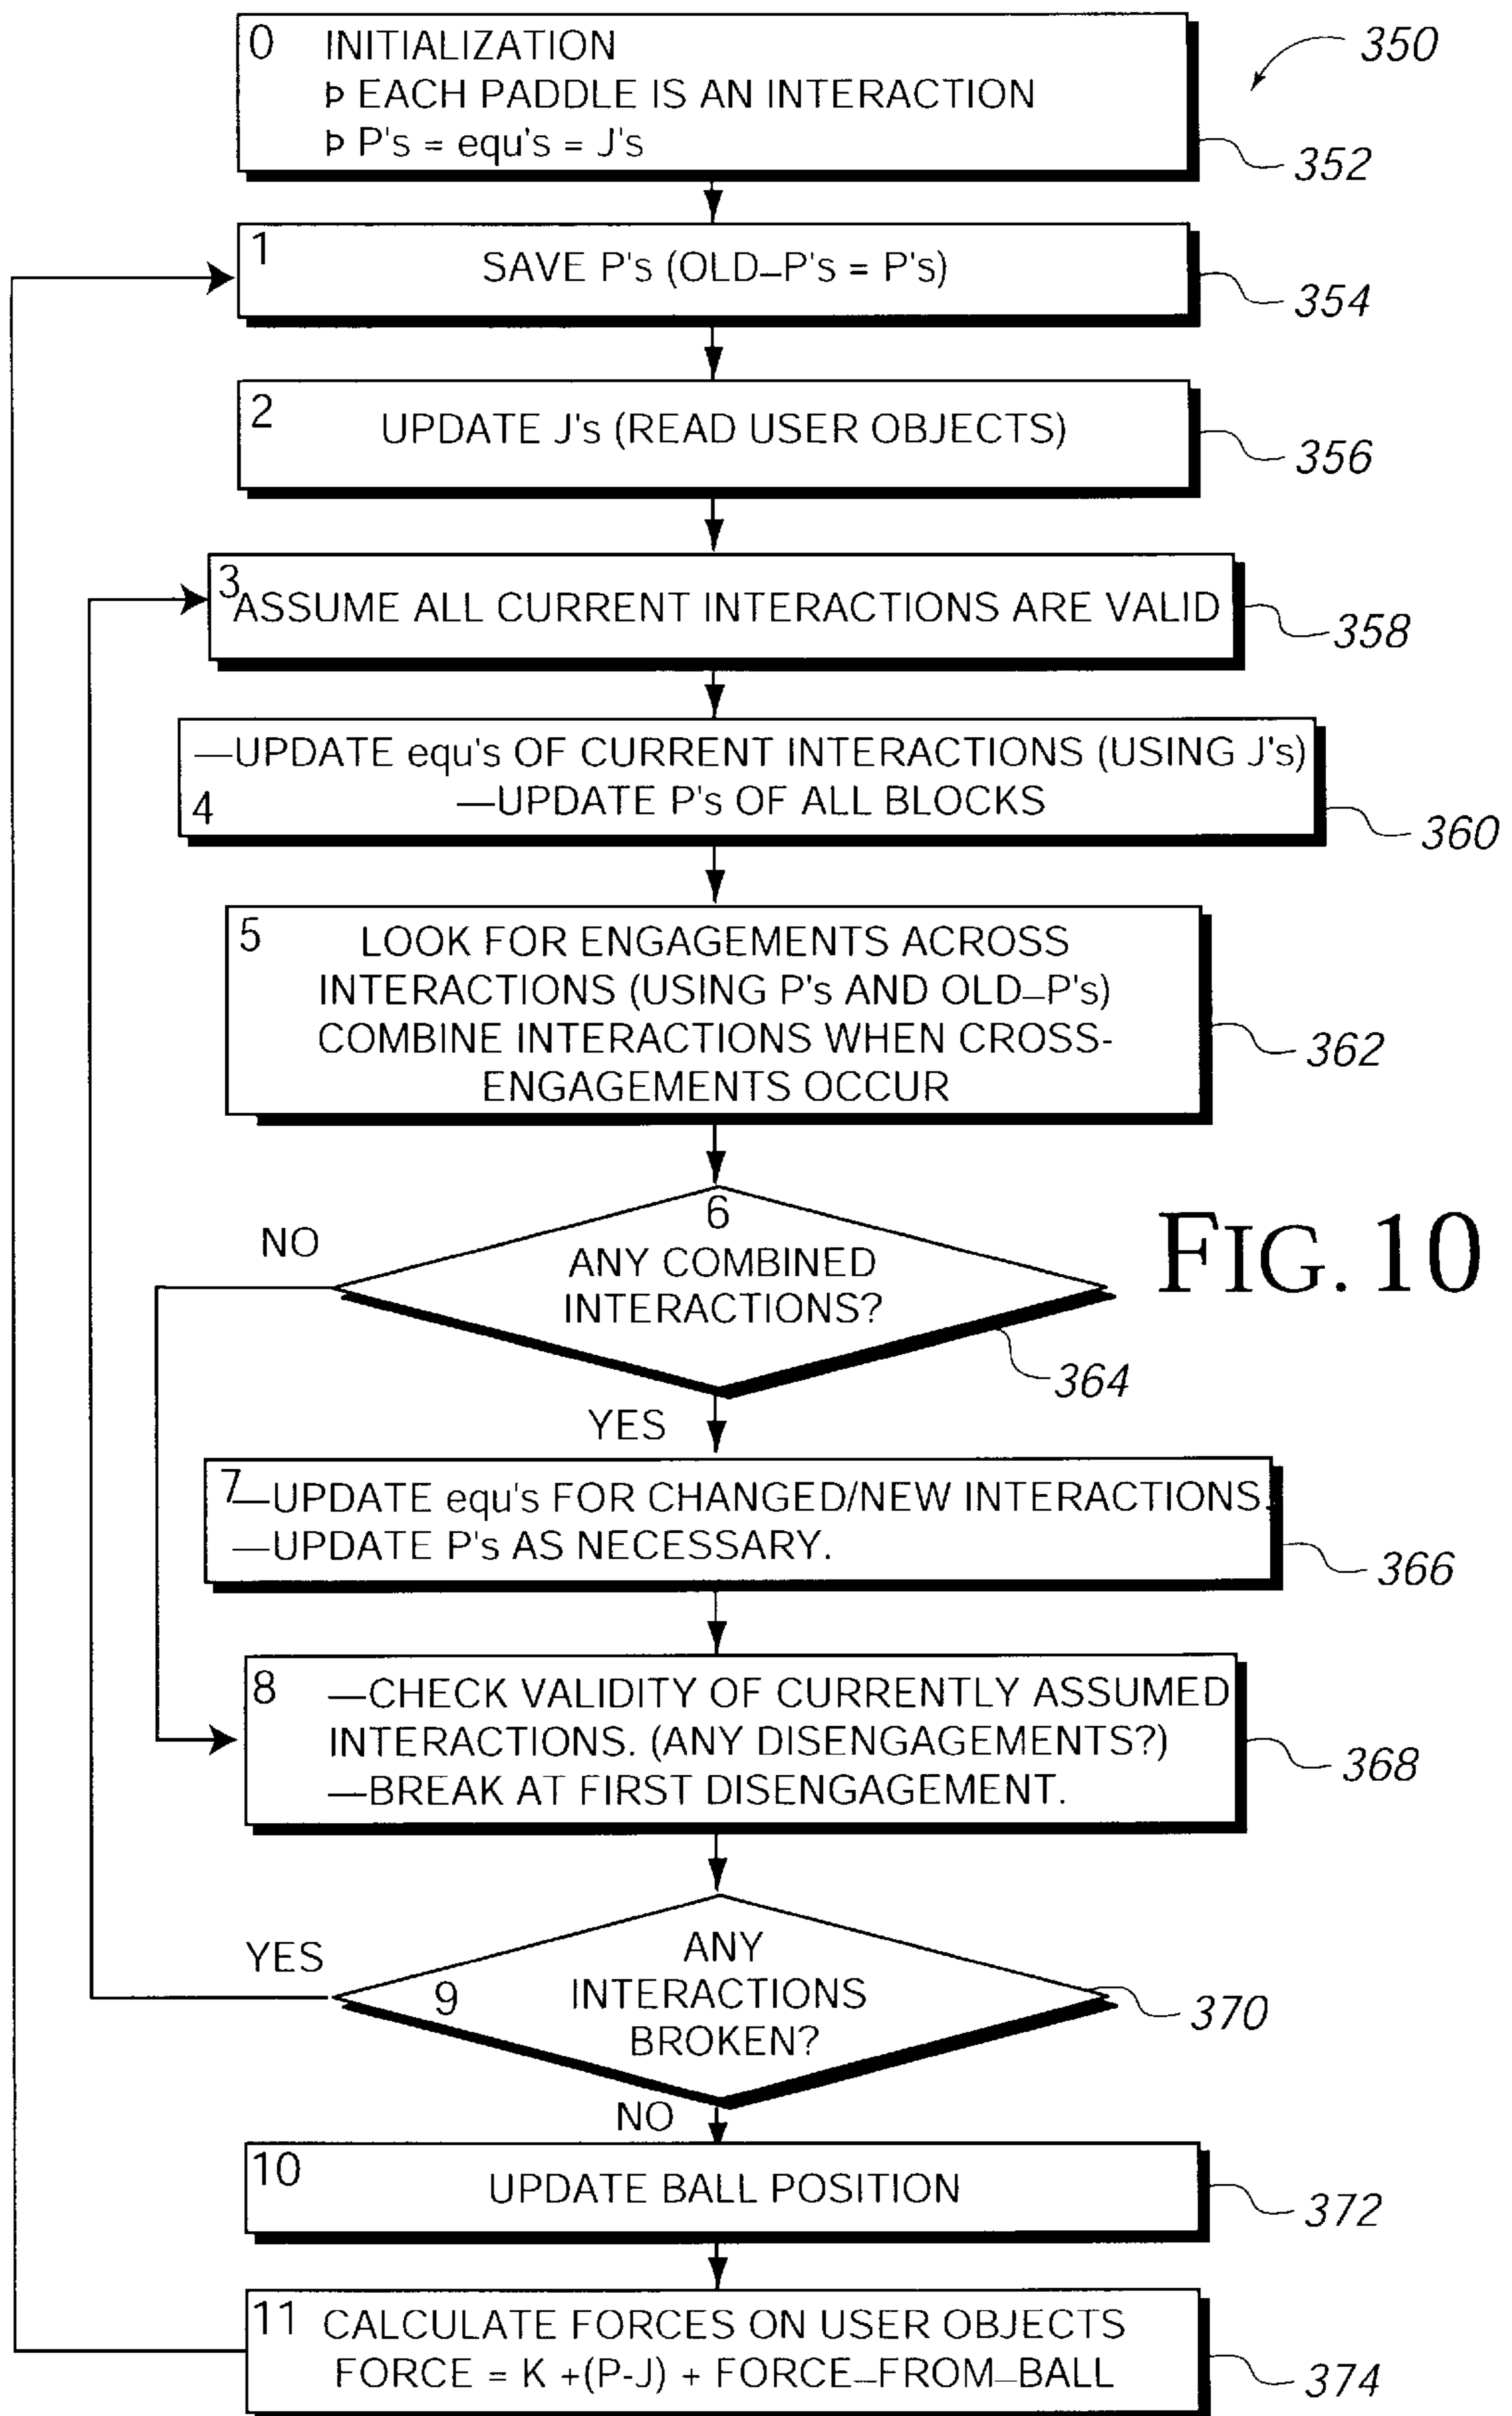 0 INITIALIZATION
Þ EACH PADDLE IS AN INTERACTION
Þ P's = equ's = J's
350
352
1
SAVE P's (OLD–P's = P's)
354
2
UPDATE J's (READ USER OBJECTS)
356
3
ASSUME ALL CURRENT INTERACTIONS ARE VALID
358
—UPDATE equ's OF CURRENT INTERACTIONS (USING J's)
4 —UPDATE P's OF ALL BLOCKS
360
5 LOOK FOR ENGAGEMENTS ACROSS
INTERACTIONS (USING P's AND OLD–P's)
COMBINE INTERACTIONS WHEN CROSS-
ENGAGEMENTS OCCUR
362
6
ANY COMBINED
INTERACTIONS?
NO
FIG. 10
364
YES
7 —UPDATE equ's FOR CHANGED/NEW INTERACTIONS.
—UPDATE P's AS NECESSARY.
366
8 —CHECK VALIDITY OF CURRENTLY ASSUMED
INTERACTIONS. (ANY DISENGAGEMENTS?)
—BREAK AT FIRST DISENGAGEMENT.
368
YES
9
ANY
INTERACTIONS
BROKEN?
370
NO
10
UPDATE BALL POSITION
372
11 CALCULATE FORCES ON USER OBJECTS
FORCE = K +(P-J) + FORCE–FROM–BALL
374